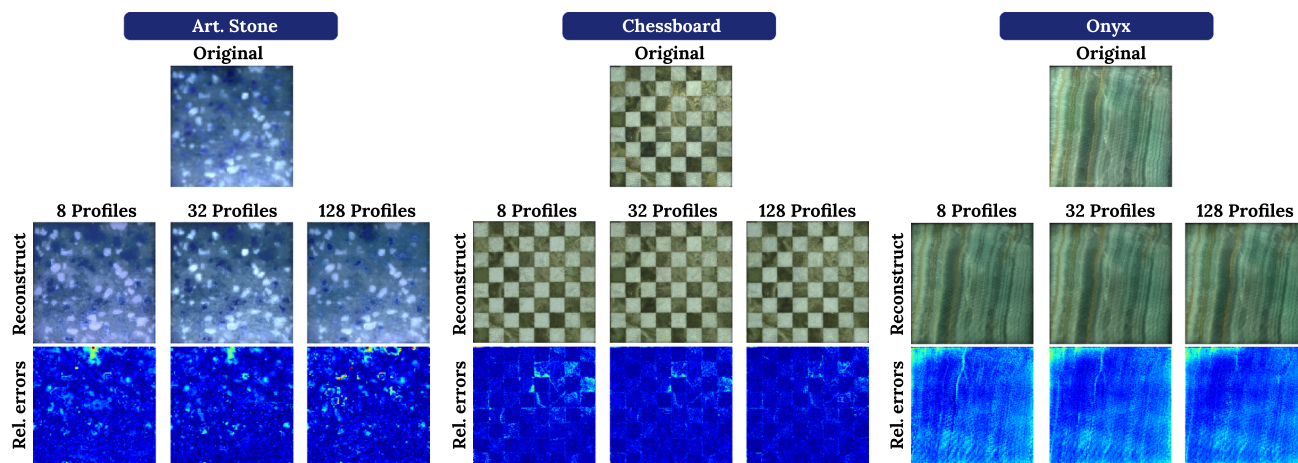 Art. Stone
Original
8 Profiles
32 Profiles
128 Profiles
Reconstruct
Rel. errors
Chessboard
Original
8 Profiles
32 Profiles
128 Profiles
Reconstruct
Rel. errors
Onyx
Original
8 Profiles
32 Profiles
128 Profiles
Reconstruct
Rel. errors